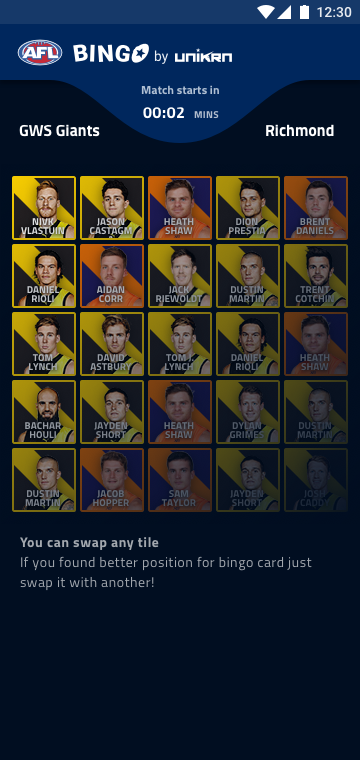 12:30
AFL BINGO by UNIKRN
Match starts in
00:02 MINS
GWS Giants
Richmond
NIVK VLASTUIN
JASON CASTAGM
HEATH SHAW
DION PRESTIA
BRENT DANIELS
DANIEL RIOLI
AIDAN CORR
JACK RIEWOLDT
DUSTIN MARTIN
TRENT COTCHIN
TOM LYNCH
DAVID ASTBURY
TOM J. LYNCH
DANIEL RIOLI
HEATH SHAW
BACHAR HOULI
JAYDEN SHORT
HEATH SHAW
DYLAN GRIMES
DUSTIN MARTIN
DUSTIN MARTIN
JACOB HOPPER
SAM TAYLOR
JAYDEN SHORT
JOSH CADDY
You can swap any tile
If you found better position for bingo card just
swap it with another!